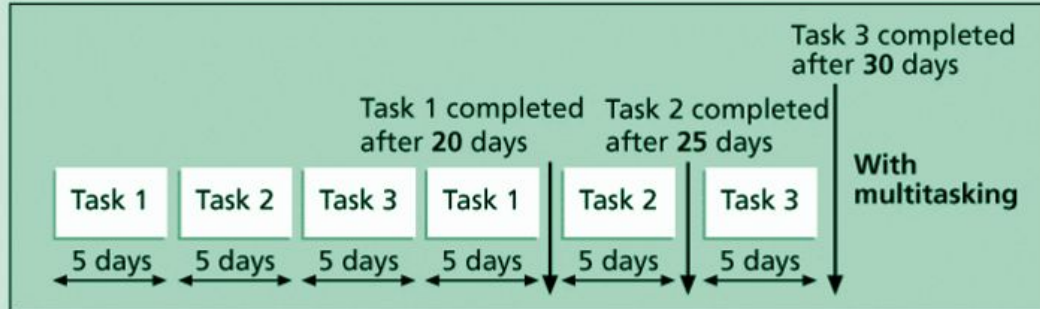 Task 3 completed
after 30 days
Task 1 completed
after 20 days
Task 2 completed
after 25 days
With
multitasking
Task 1
Task 2
Task 3
Task 1
Task 2
Task 3
5 days
5 days
5 days
5 days
5 days
5 days